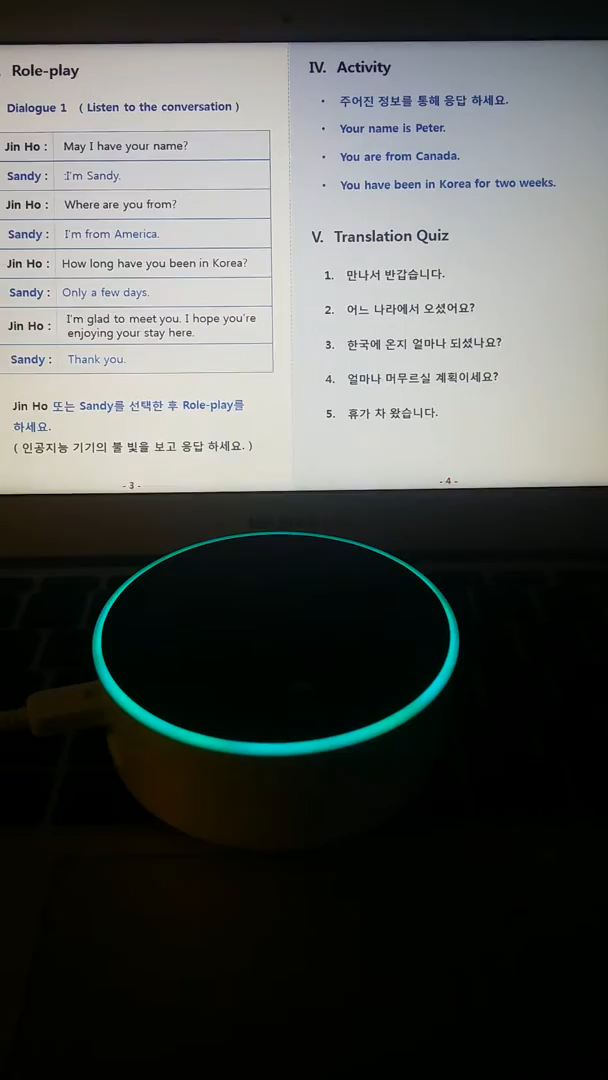 Role-play
Dialogue 1 ( Listen to the conversation )
Jin Ho : May I have your name?
Sandy : :I'm Sandy.
Jin Ho : Where are you from?
Sandy : I'm from America.
Jin Ho : How long have you been in Korea?
Sandy : Only a few days.
Jin Ho : I'm glad to meet you. I hope you're
enjoying your stay here.
Sandy : Thank you.
Jin Ho 또는 Sandy를 선택한 후 Role-play를
하세요.
( 인공지능 기기의 불 빛을 보고 응답 하세요. )
- 3 -
IV. Activity
• 주어진 정보를 통해 응답 하세요.
• Your name is Peter.
• You are from Canada.
• You have been in Korea for two weeks.
V. Translation Quiz
1. 만나서 반갑습니다.
2. 어느 나라에서 오셨어요?
3. 한국에 온지 얼마나 되셨나요?
4. 얼마나 머무르실 계획이세요?
5. 휴가 차 왔습니다.
- 4 -